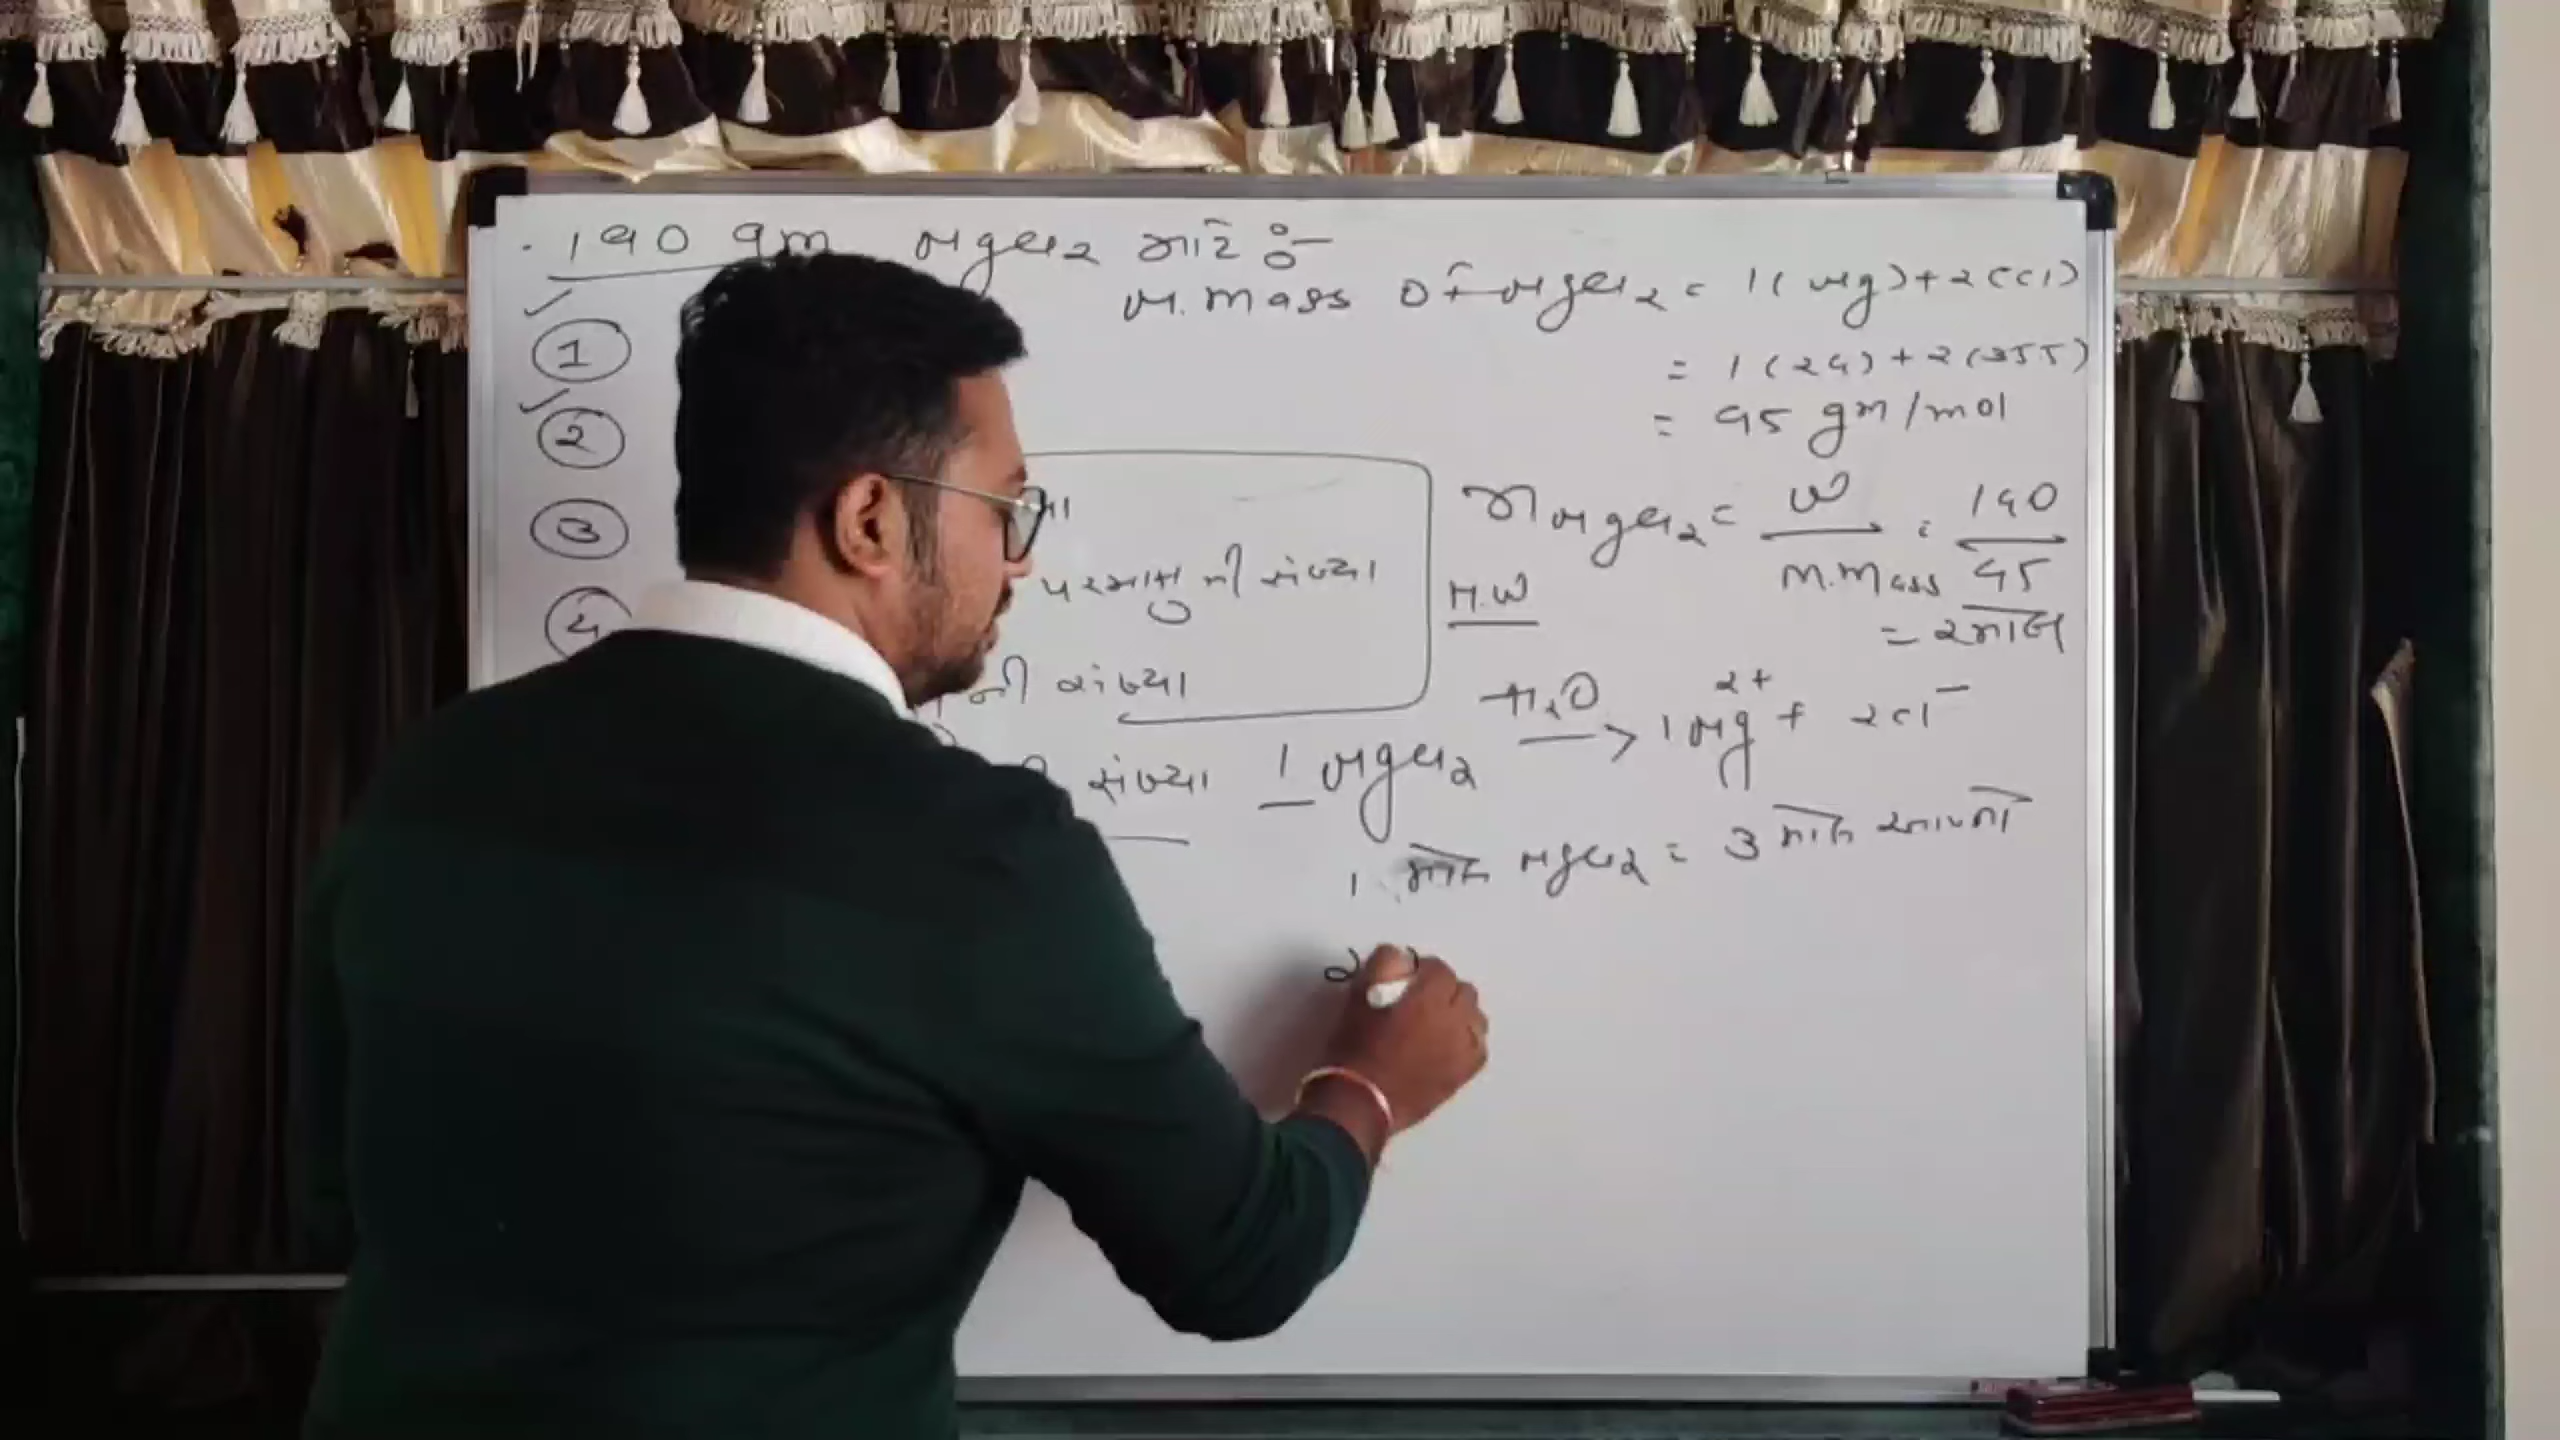 190 gm MgCl2 માટે :-
M. mass of MgCl2 = 1(Mg)+2(Cl)
①
= 1(24)+2(35.5)
②
= 95 gm/mol
③
n MgCl2 = W / M.Mass = 190 / 95
પરમાણુની સંખ્યા
H.W
④
= 2 મોલ
ની સંખ્યા
સંખ્યા
1 MgCl2 H2O → 1 Mg2+ + 2Cl-
1 મોલ MgCl2 = 3 મોલ આયનો
2